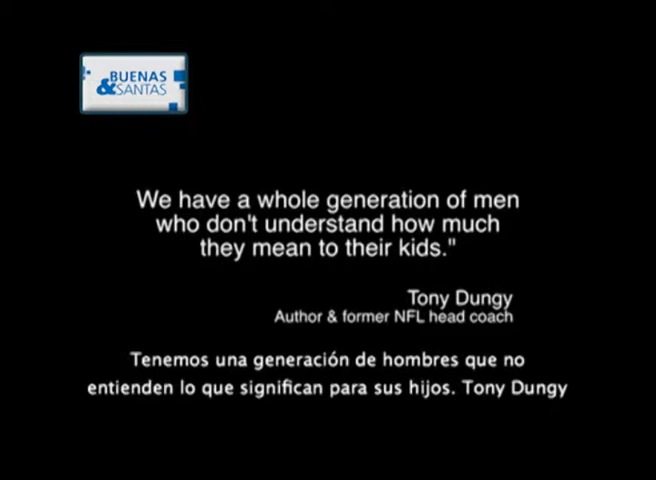 BUENAS
&SANTAS
We have a whole generation of men
who don't understand how much
they mean to their kids."
Tony Dungy
Author & former NFL head coach
Tenemos una generación de hombres que no
entienden lo que significan para sus hijos. Tony Dungy